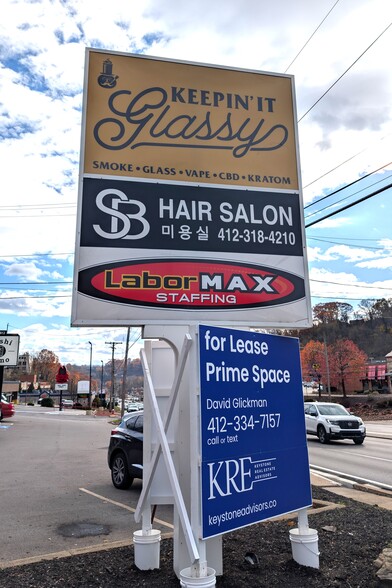 KEEPIN' IT
Glassy
SMOKE • GLASS • VAPE • CBD • KRATOM
SB HAIR SALON
미용실 412-318-4210
LaborMAX
STAFFING
for Lease
Prime Space
David Glickman
412-334-7157
call or text
KRE KEYSTONE
REAL ESTATE
ADVISORS
keystoneadvisors.co